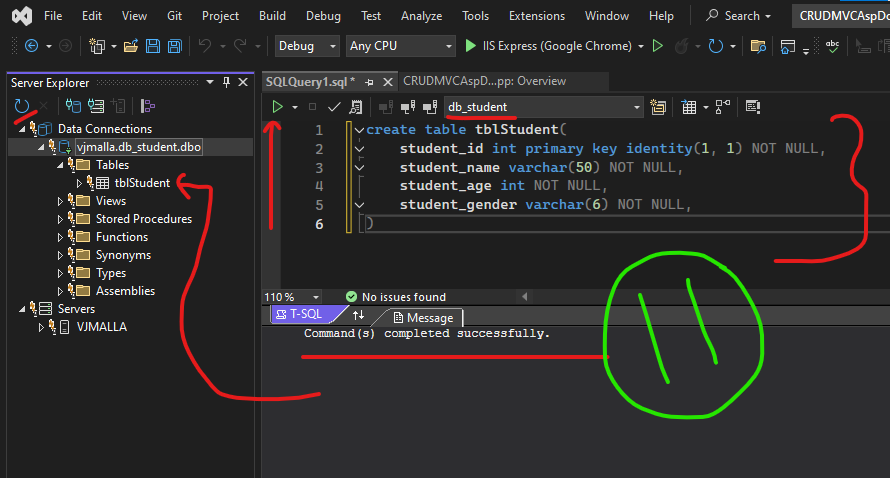 File Edit View Git Project Build Debug Test Analyze Tools Extensions Window Help Search CRUDMVCAspDo
Debug Any CPU IIS Express (Google Chrome)
Server Explorer
Data Connections
vjmalla.db_student.dbo
Tables
tblStudent
Views
Stored Procedures
Functions
Synonyms
Types
Assemblies
Servers
VJMALLA
SQLQuery1.sql * CRUDMVCAspD...pp: Overview
db_student
1 create table tblStudent(
2 student_id int primary key identity(1, 1) NOT NULL,
3 student_name varchar(50) NOT NULL,
4 student_age int NOT NULL,
5 student_gender varchar(6) NOT NULL,
6 )
110 % No issues found
T-SQL Message
Command(s) completed successfully.
11